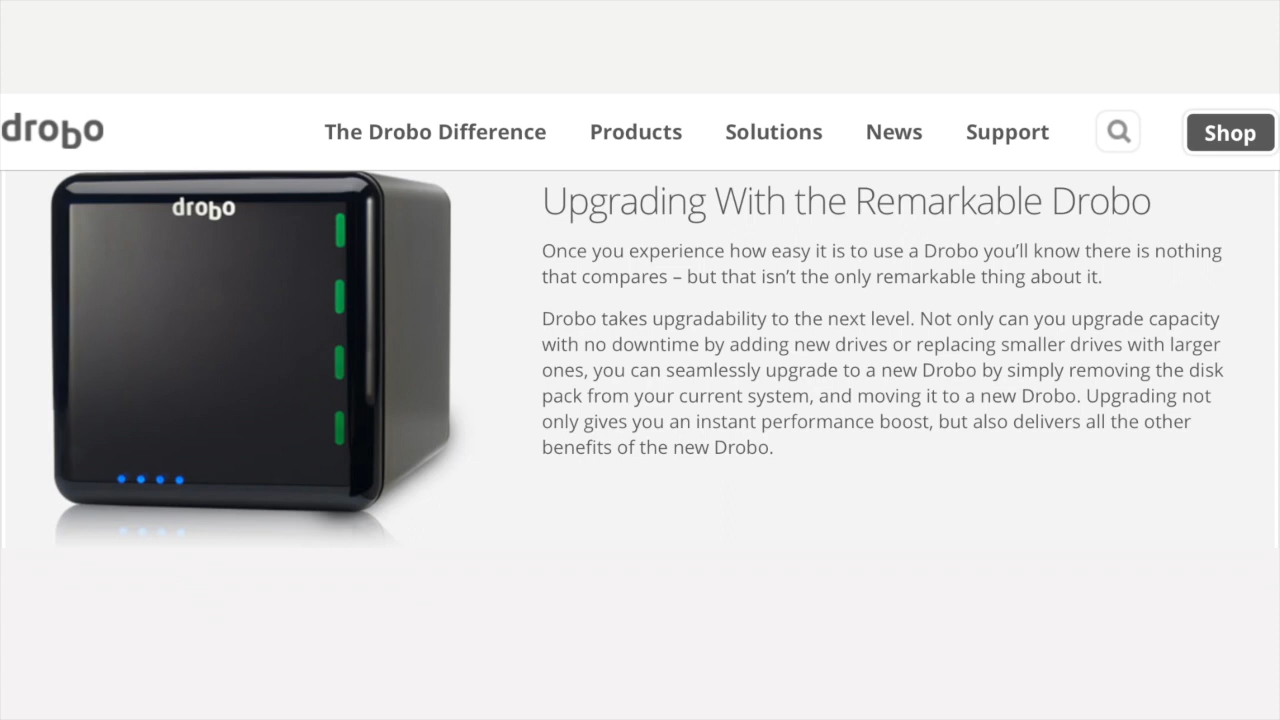 drobo
The Drobo Difference
Products
Solutions
News
Support
Shop
drobo
Upgrading With the Remarkable Drobo
Once you experience how easy it is to use a Drobo you’ll know there is nothing
that compares – but that isn’t the only remarkable thing about it.
Drobo takes upgradability to the next level. Not only can you upgrade capacity
with no downtime by adding new drives or replacing smaller drives with larger
ones, you can seamlessly upgrade to a new Drobo by simply removing the disk
pack from your current system, and moving it to a new Drobo. Upgrading not
only gives you an instant performance boost, but also delivers all the other
benefits of the new Drobo.